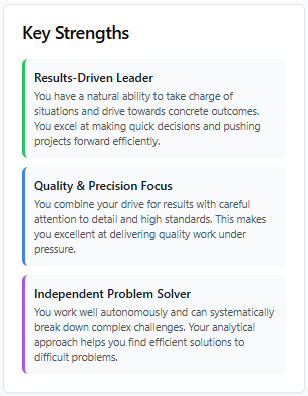 Key Strengths
Results-Driven Leader
You have a natural ability to take charge of
situations and drive towards concrete outcomes.
You excel at making quick decisions and pushing
projects forward efficiently.
Quality & Precision Focus
You combine your drive for results with careful
attention to detail and high standards. This makes
you excellent at delivering quality work under
pressure.
Independent Problem Solver
You work well autonomously and can systematically
break down complex challenges. Your analytical
approach helps you find efficient solutions to
difficult problems.